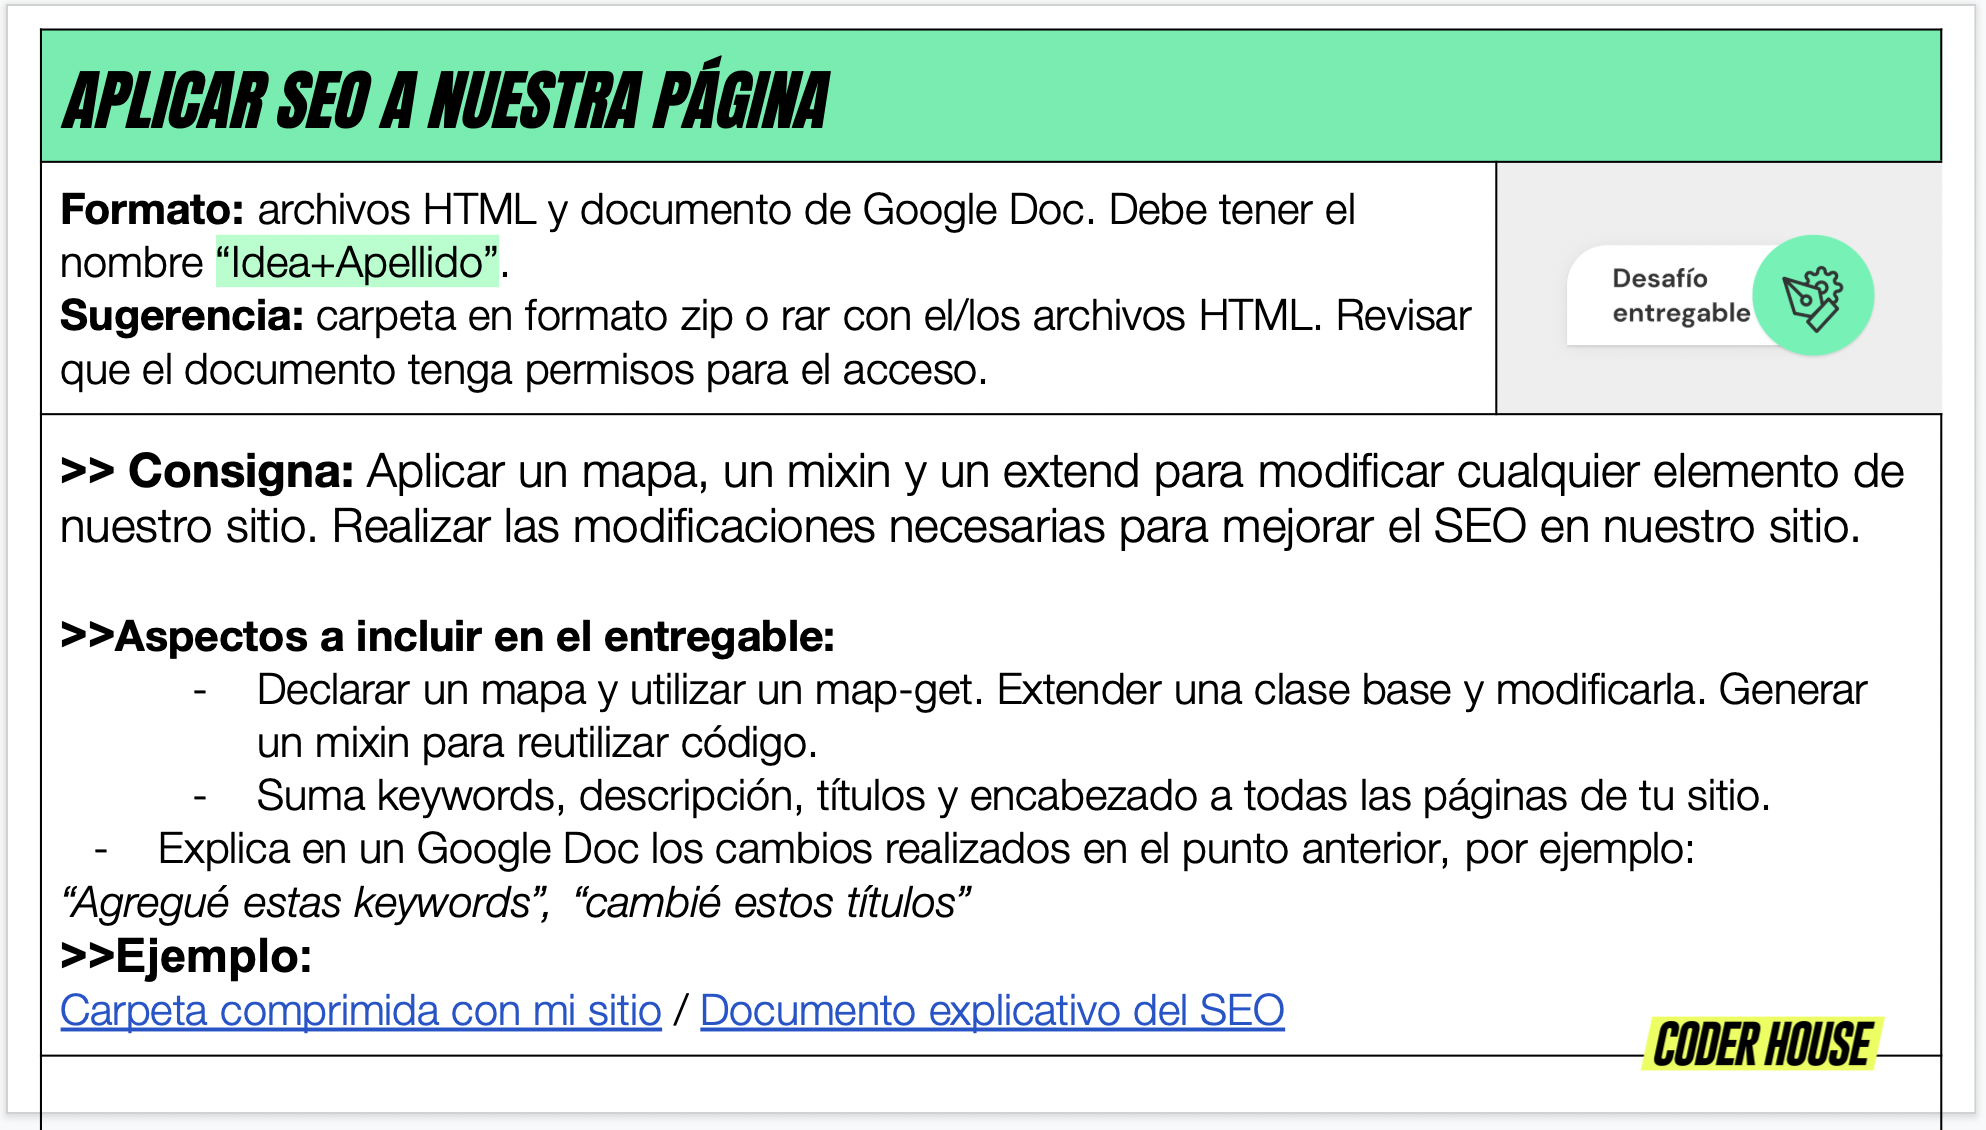 APLICAR SEO A NUESTRA PÁGINA
Formato: archivos HTML y documento de Google Doc. Debe tener el
nombre “Idea+Apellido”.
Sugerencia: carpeta en formato zip o rar con el/los archivos HTML. Revisar
que el documento tenga permisos para el acceso.
Desafío
entregable
>> Consigna: Aplicar un mapa, un mixin y un extend para modificar cualquier elemento de
nuestro sitio. Realizar las modificaciones necesarias para mejorar el SEO en nuestro sitio.
>>Aspectos a incluir en el entregable:
- Declarar un mapa y utilizar un map-get. Extender una clase base y modificarla. Generar
un mixin para reutilizar código.
- Suma keywords, descripción, títulos y encabezado a todas las páginas de tu sitio.
- Explica en un Google Doc los cambios realizados en el punto anterior, por ejemplo:
“Agregué estas keywords”, “cambié estos títulos”
>>Ejemplo:
Carpeta comprimida con mi sitio / Documento explicativo del SEO
CODER HOUSE